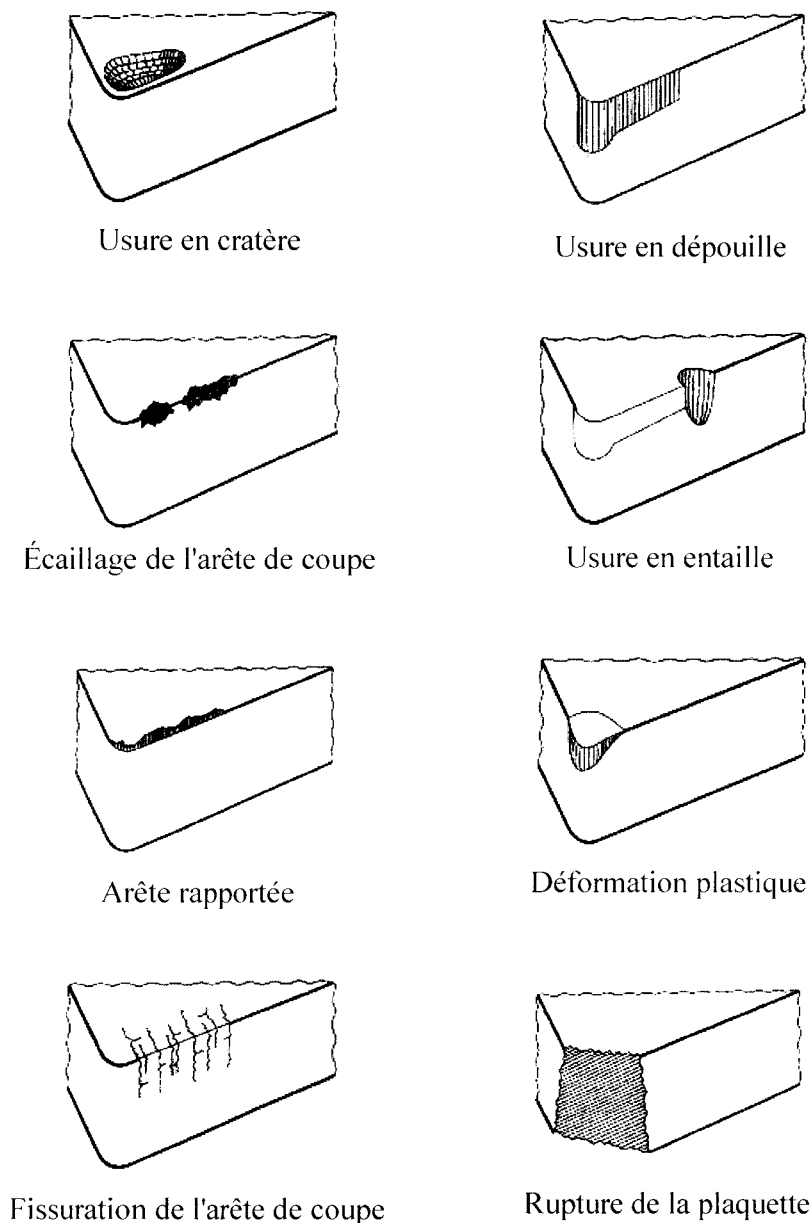 Usure en cratère
Usure en dépouille
Écaillage de l'arête de coupe
Usure en entaille
Arête rapportée
Déformation plastique
Fissuration de l'arête de coupe
Rupture de la plaquette